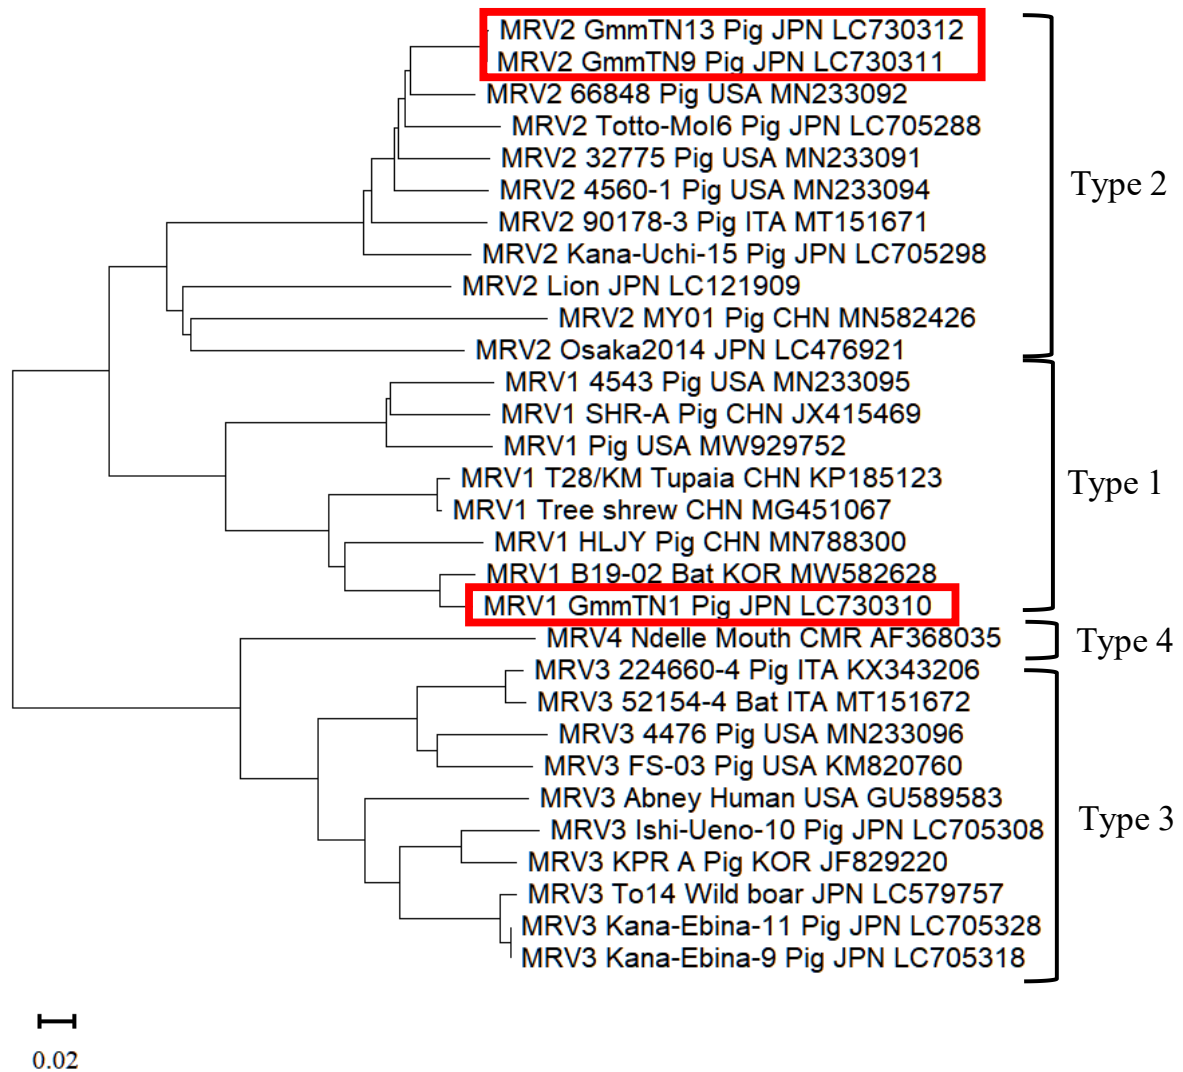 MRV2 GmmTN13 Pig JPN LC730312
MRV2 GmmTN9 Pig JPN LC730311
MRV2 66848 Pig USA MN233092
MRV2 Totto-Mol6 Pig JPN LC705288
MRV2 32775 Pig USA MN233091
MRV2 4560-1 Pig USA MN233094
MRV2 90178-3 Pig ITA MT151671
MRV2 Kana-Uchi-15 Pig JPN LC705298
MRV2 Lion JPN LC121909
MRV2 MY01 Pig CHN MN582426
MRV2 Osaka2014 JPN LC476921
Type 2
MRV1 4543 Pig USA MN233095
MRV1 SHR-A Pig CHN JX415469
MRV1 Pig USA MW929752
MRV1 T28/KM Tupaia CHN KP185123
MRV1 Tree shrew CHN MG451067
MRV1 HLJY Pig CHN MN788300
MRV1 B19-02 Bat KOR MW582628
MRV1 GmmTN1 Pig JPN LC730310
Type 1
MRV4 Ndelle Mouth CMR AF368035
Type 4
MRV3 224660-4 Pig ITA KX343206
MRV3 52154-4 Bat ITA MT151672
MRV3 4476 Pig USA MN233096
MRV3 FS-03 Pig USA KM820760
MRV3 Abney Human USA GU589583
MRV3 Ishi-Ueno-10 Pig JPN LC705308
MRV3 KPR A Pig KOR JF829220
MRV3 To14 Wild boar JPN LC579757
MRV3 Kana-Ebina-11 Pig JPN LC705328
MRV3 Kana-Ebina-9 Pig JPN LC705318
Type 3
0.02